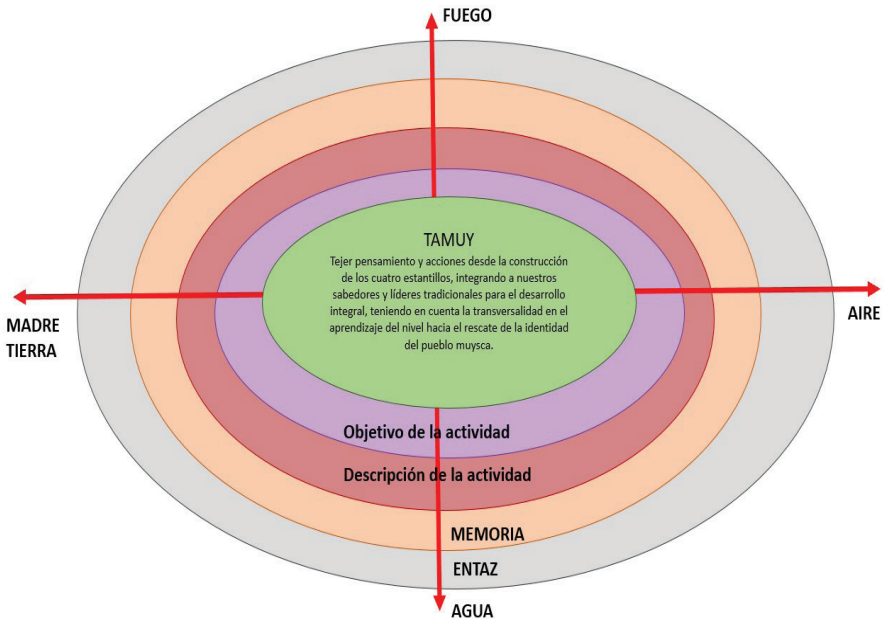 FUEGO
TAMUY
Tejer pensamiento y acciones desde la construcción
de los cuatro estantillos, integrando a nuestros
sabedores y líderes tradicionales para el desarrollo
integral, teniendo en cuenta la transversalidad en el
aprendizaje del nivel hacia el rescate de la identidad
del pueblo muysca.
MADRE
TIERRA
AIRE
Objetivo de la actividad
Descripción de la actividad
MEMORIA
ENTAZ
AGUA